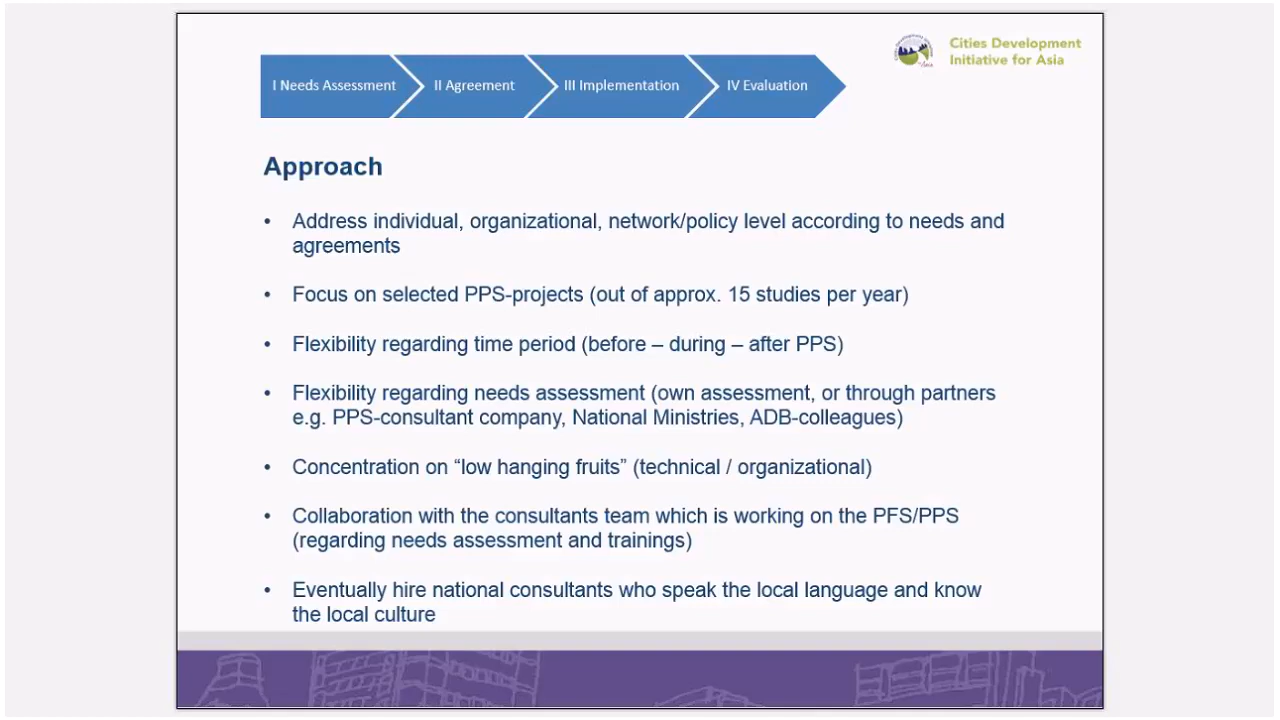 Cities Development
Initiative for Asia
I Needs Assessment
II Agreement
III Implementation
IV Evaluation
Approach
• Address individual, organizational, network/policy level according to needs and
agreements
• Focus on selected PPS-projects (out of approx. 15 studies per year)
• Flexibility regarding time period (before – during – after PPS)
• Flexibility regarding needs assessment (own assessment, or through partners
e.g. PPS-consultant company, National Ministries, ADB-colleagues)
• Concentration on “low hanging fruits” (technical / organizational)
• Collaboration with the consultants team which is working on the PFS/PPS
(regarding needs assessment and trainings)
• Eventually hire national consultants who speak the local language and know
the local culture